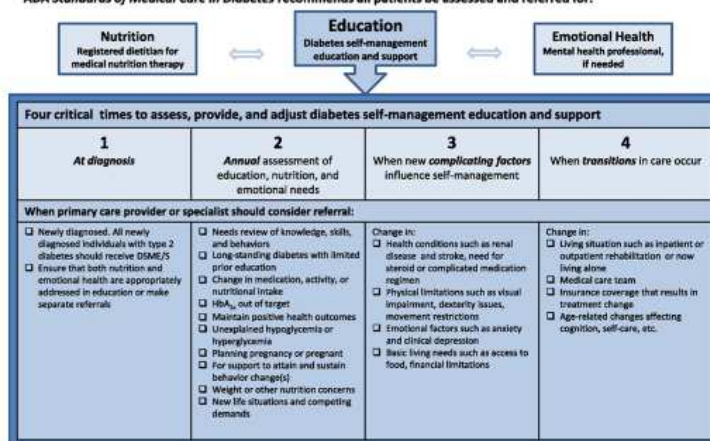 ADA Standards of Medical Care in Diabetes recommends all patients be assessed and referred for:
Nutrition
Registered dietitian for
medical nutrition therapy
Education
Diabetes self-management
education and support
Emotional Health
Mental health professional,
if needed
Four critical times to assess, provide, and adjust diabetes self-management education and support
1
At diagnosis
2
Annual assessment of
education, nutrition, and
emotional needs
3
When new complicating factors
influence self-management
4
When transitions in care occur
When primary care provider or specialist should consider referral:
❑ Newly diagnosed. All newly
diagnosed individuals with type 2
diabetes should receive DSME/S
❑ Ensure that both nutrition and
emotional health are appropriately
addressed in education or make
separate referrals
❑ Needs review of knowledge, skills,
and behaviors
❑ Long-standing diabetes with limited
prior education
❑ Change in medication, activity, or
nutritional intake
❑ HbA1c out of target
❑ Maintain positive health outcomes
❑ Unexplained hypoglycemia or
hyperglycemia
❑ Planning pregnancy or pregnant
❑ For support to attain and sustain
behavior change(s)
❑ Weight or other nutrition concerns
❑ New life situations and competing
demands
Change in:
❑ Health conditions such as renal
disease and stroke, need for
steroid or complicated medication
regimen
❑ Physical limitations such as visual
impairment, dexterity issues,
movement restrictions
❑ Emotional factors such as anxiety
and clinical depression
❑ Basic living needs such as access to
food, financial limitations
Change in:
❑ Living situation such as inpatient or
outpatient rehabilitation or now
living alone
❑ Medical care team
❑ Insurance coverage that results in
treatment change
❑ Age-related changes affecting
cognition, self-care, etc.